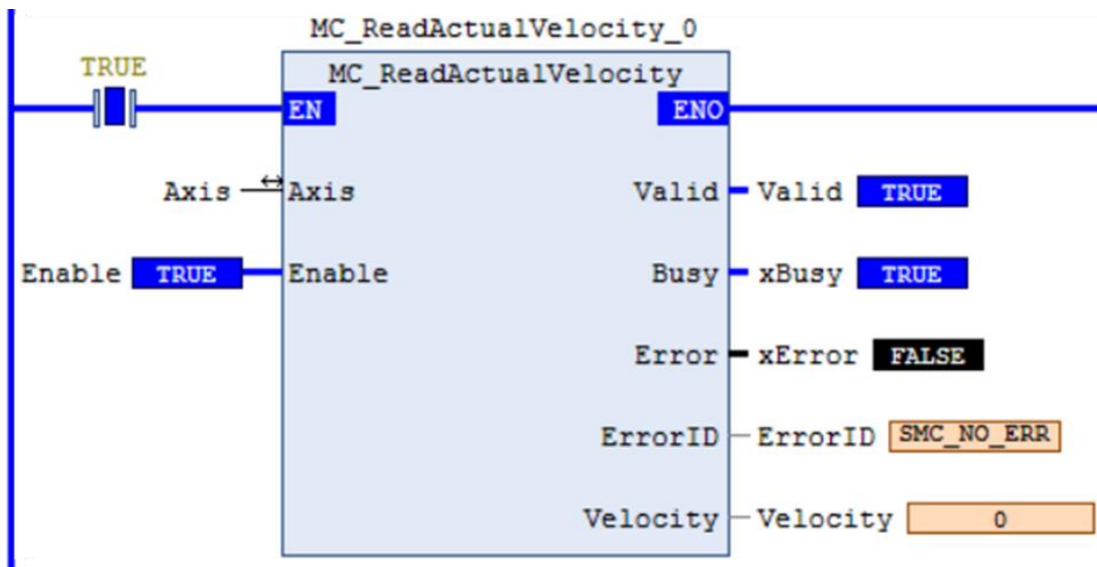 MC_ReadActualVelocity_0
TRUE
MC_ReadActualVelocity
EN ENO
Axis Axis Valid Valid TRUE
Enable TRUE Enable Busy xBusy TRUE
Error xError FALSE
ErrorID ErrorID SMC_NO_ERR
Velocity Velocity 0